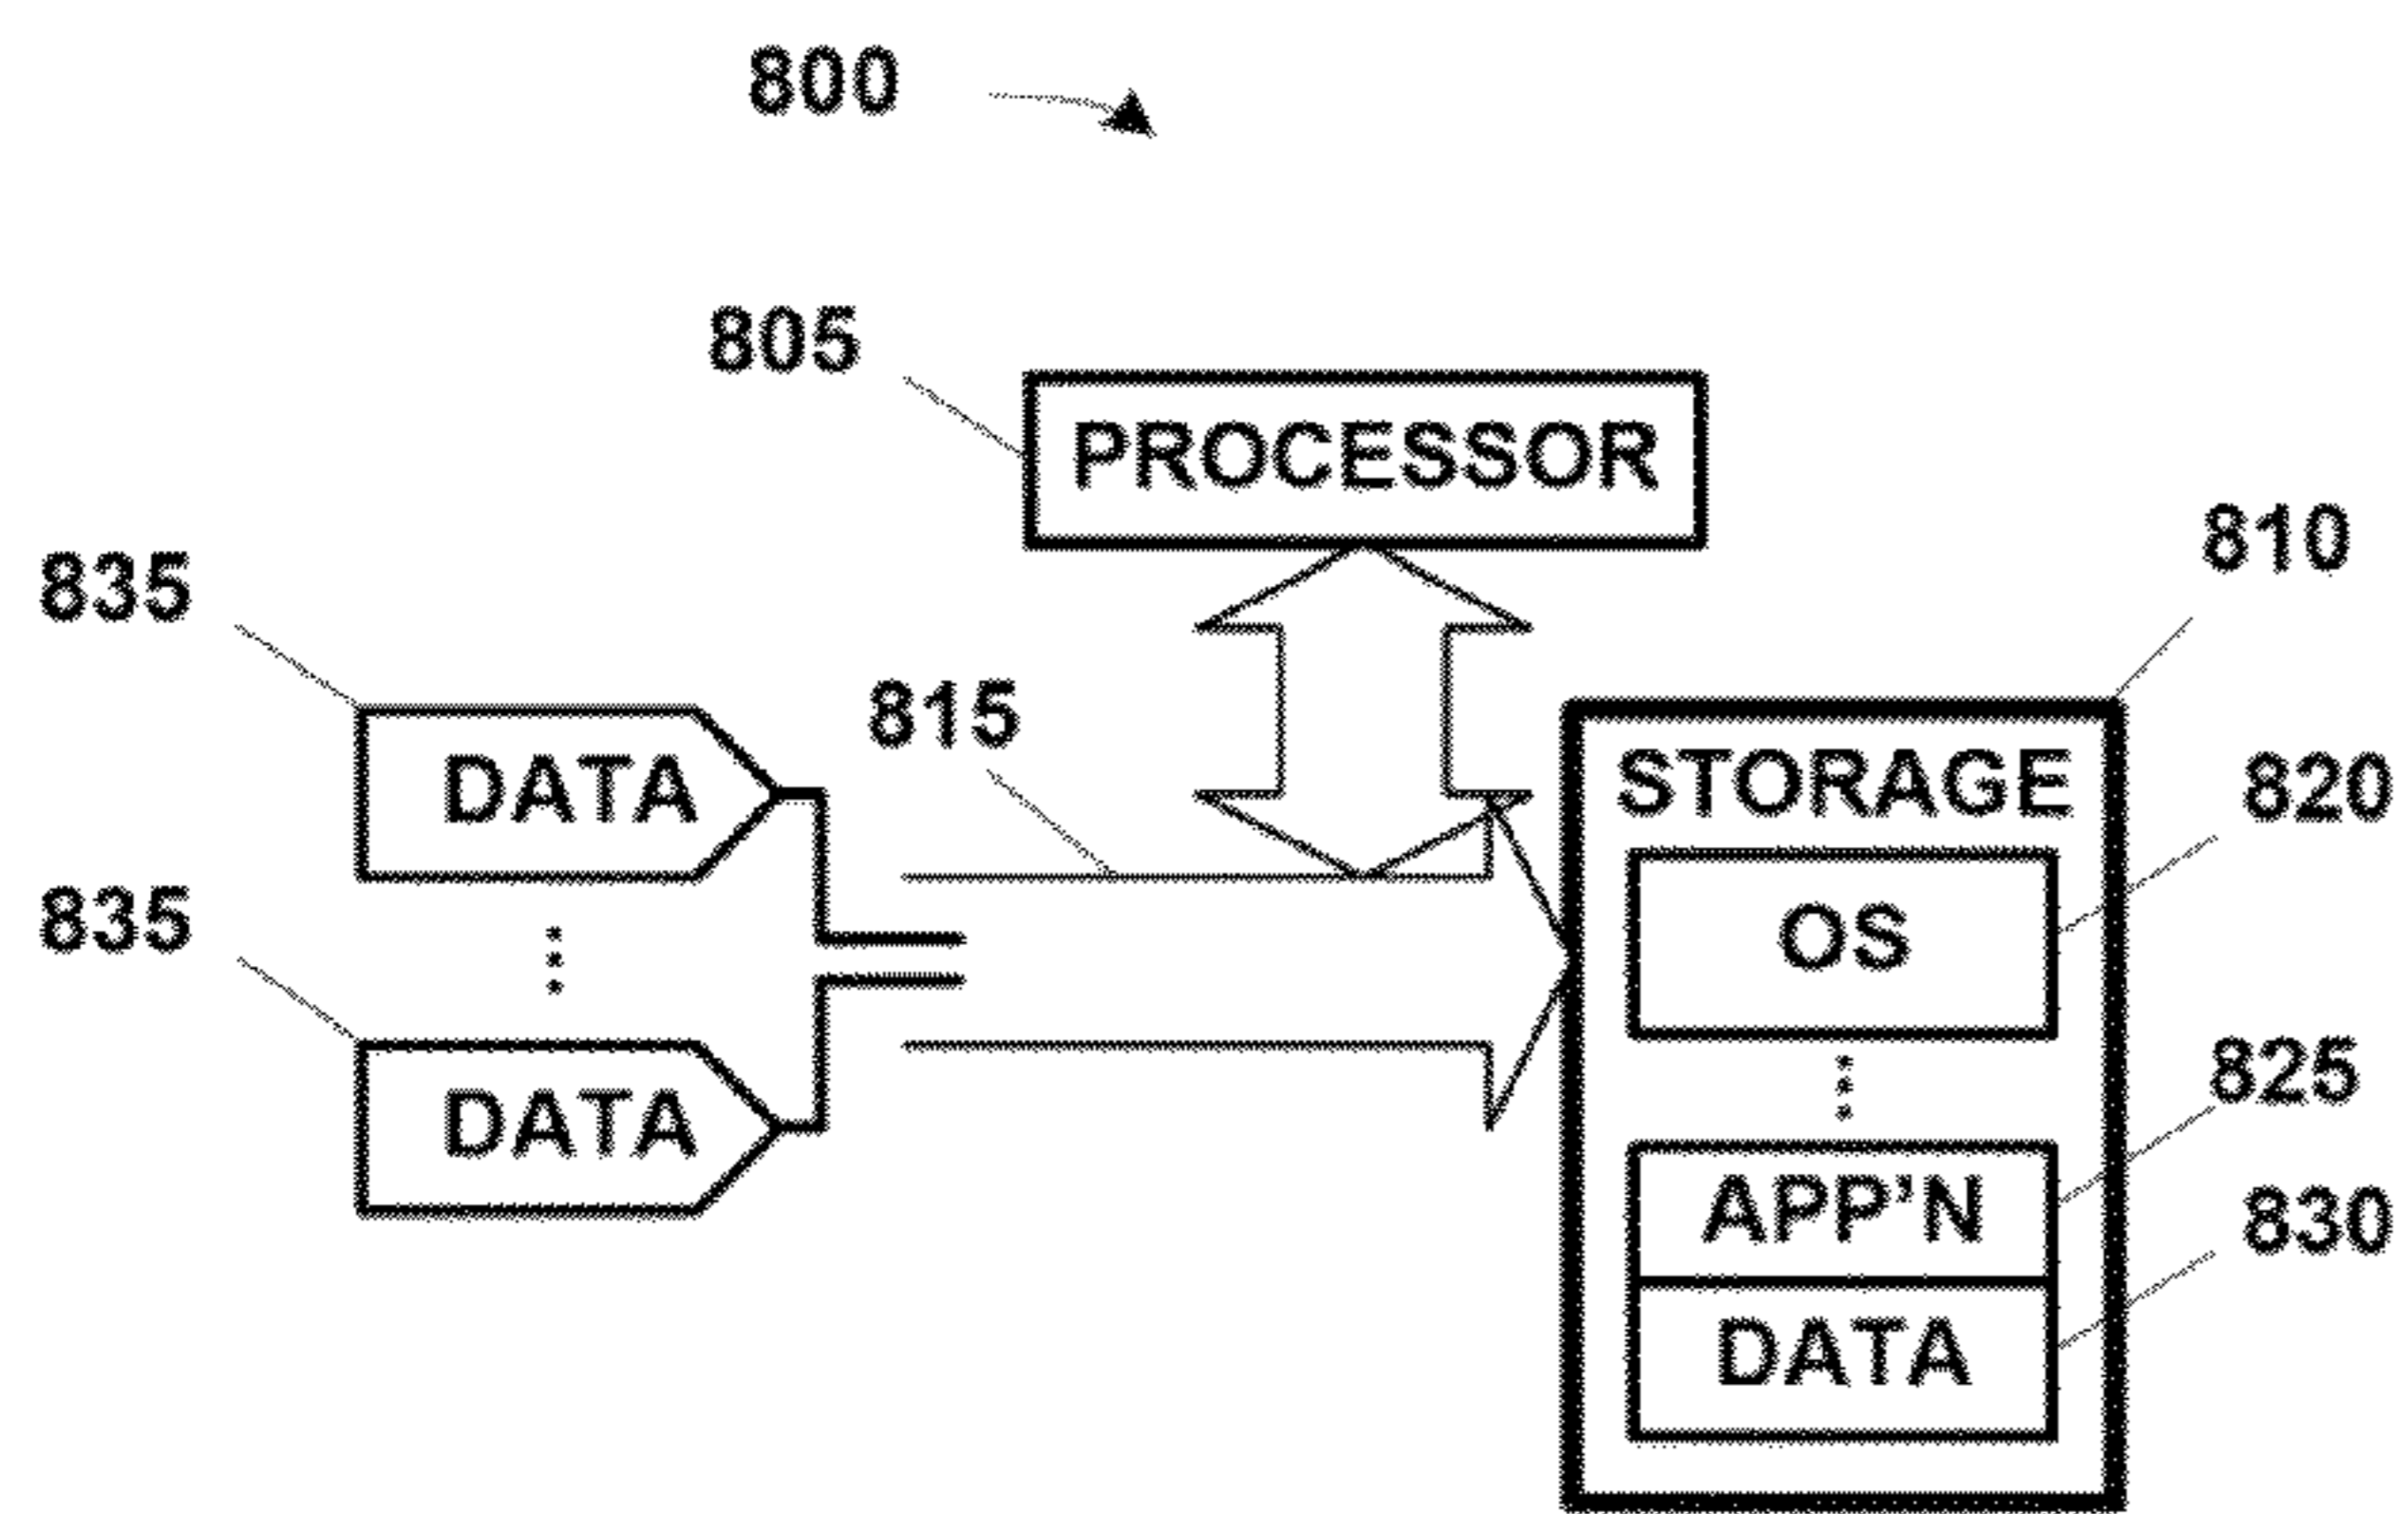 800
805
PROCESSOR
810
835
815
DATA
STORAGE
820
835
OS
825
DATA
APP'N
830
DATA